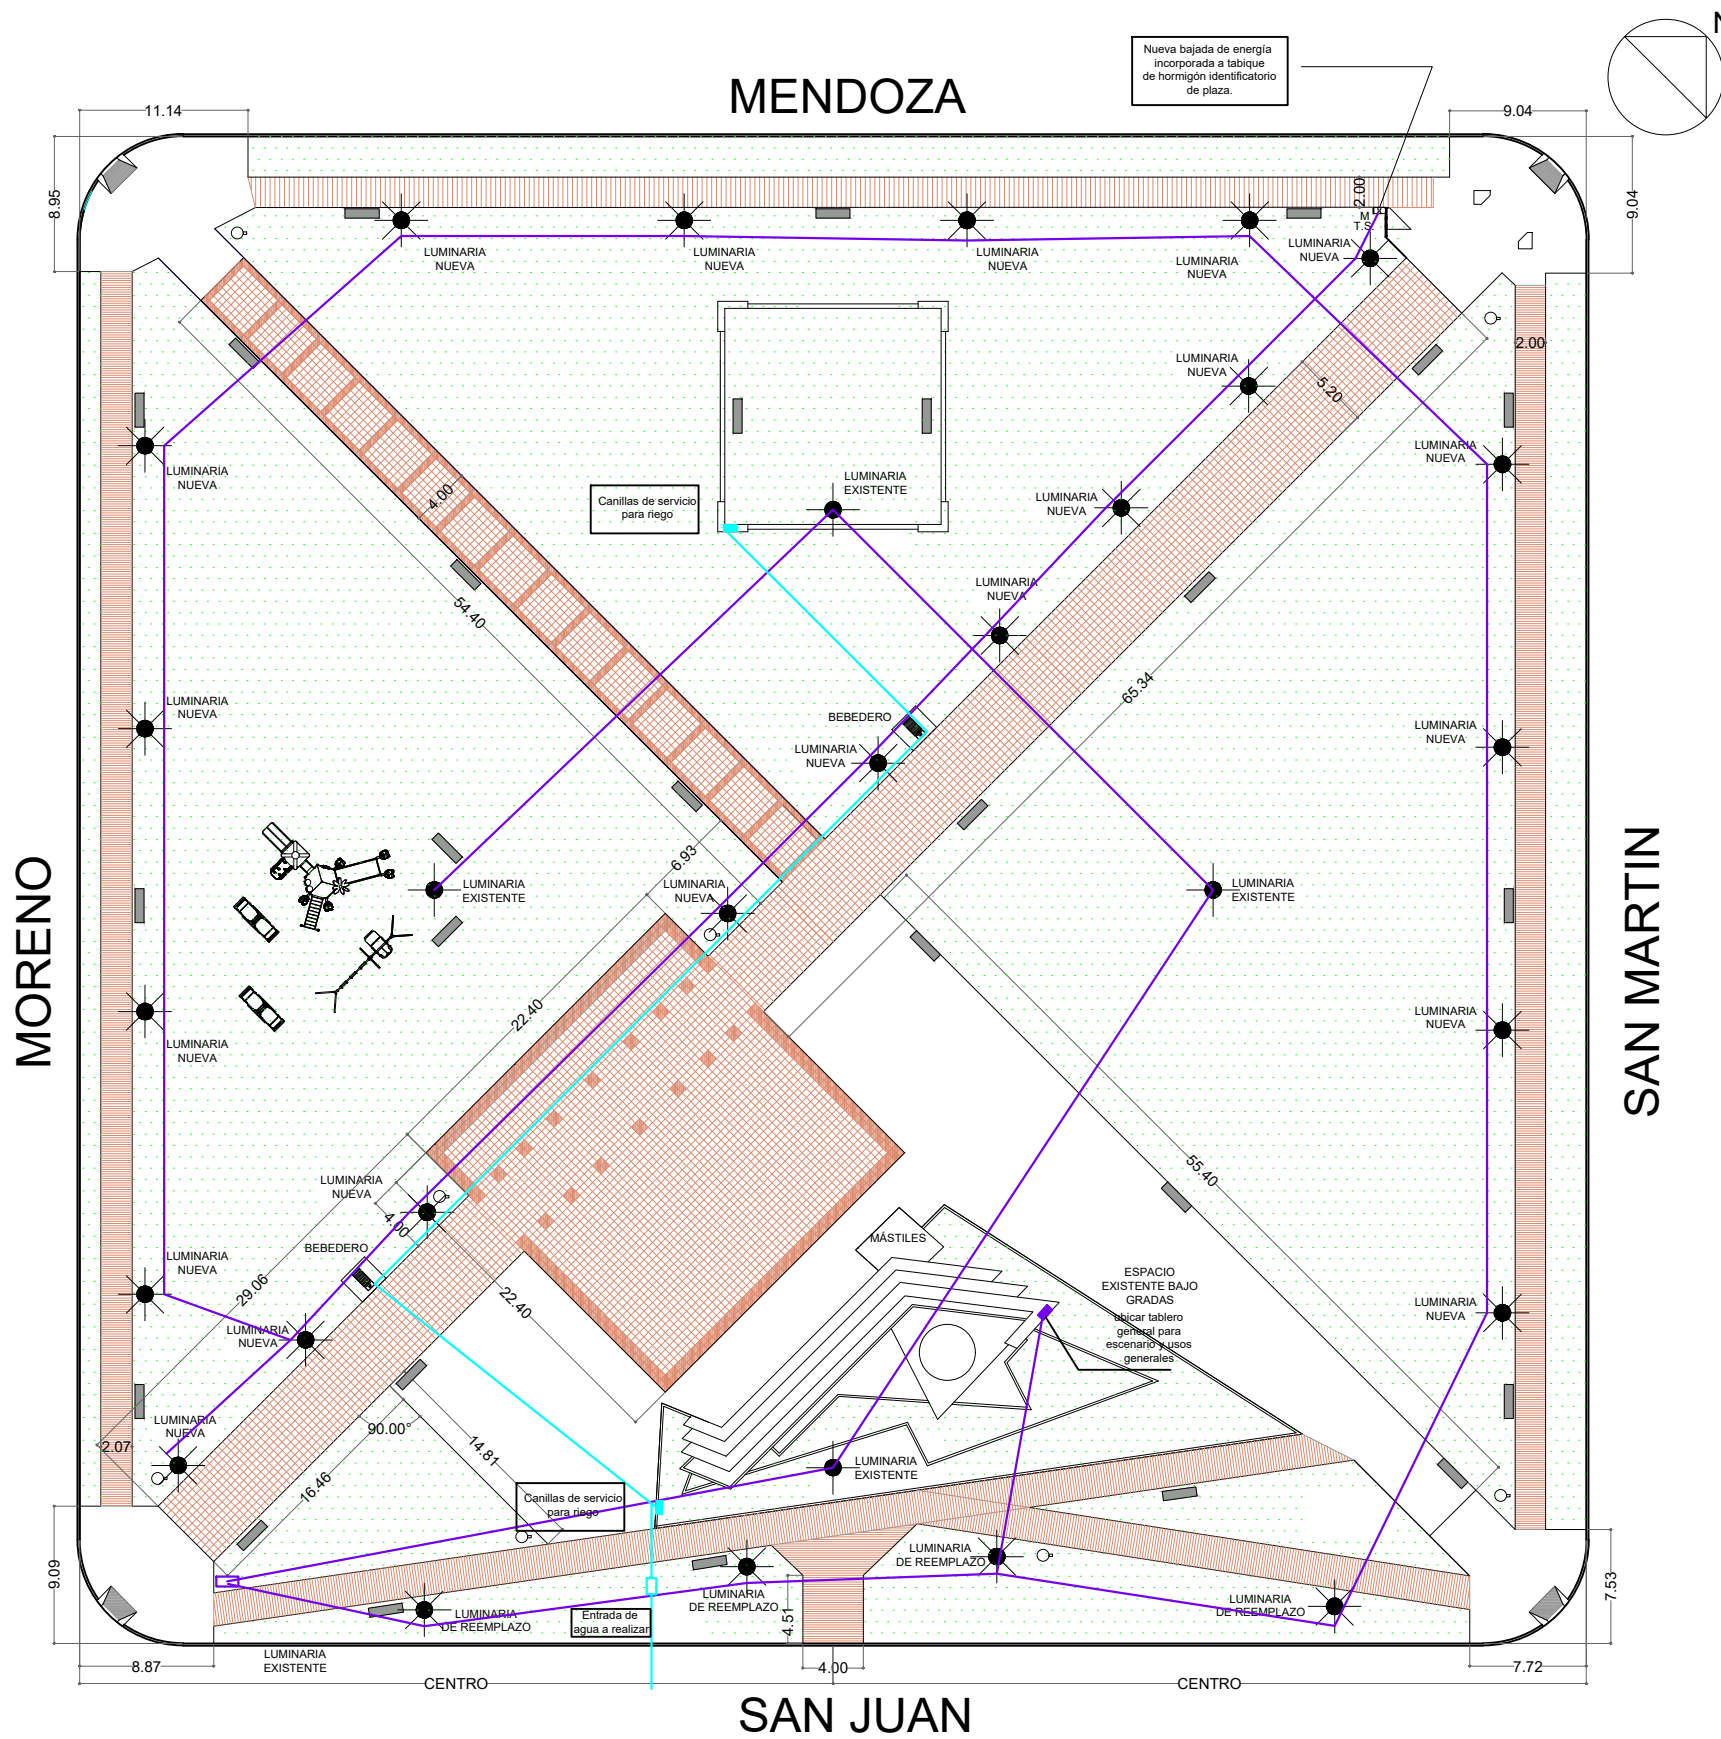 N
Nueva bajada de energía
incorporada a tabique
de hormigón identificatorio
de plaza.
MENDOZA
11.14
9.04
8.95
9.04
2.00
M
T.S
LUMINARIA
NUEVA
LUMINARIA
NUEVA
LUMINARIA
NUEVA
LUMINARIA
NUEVA
LUMINARIA
NUEVA
2.00
LUMINARIA
NUEVA
5.20
LUMINARIA
NUEVA
LUMINARIA
NUEVA
LUMINARIA
EXISTENTE
4.00
Canillas de servicio
para riego
LUMINARIA
NUEVA
LUMINARIA
NUEVA
54.40
65.34
LUMINARIA
NUEVA
BEBEDERO
LUMINARIA
NUEVA
LUMINARIA
NUEVA
MORENO
SAN MARTIN
6.93
LUMINARIA
EXISTENTE
LUMINARIA
NUEVA
LUMINARIA
EXISTENTE
22.40
LUMINARIA
NUEVA
LUMINARIA
NUEVA
55.40
LUMINARIA
NUEVA
4.00
MÁSTILES
BEBEDERO
LUMINARIA
NUEVA
29.06
22.40
ESPACIO
EXISTENTE BAJO
GRADAS
ubicar tablero
general para
escenario y usos
generales
LUMINARIA
NUEVA
LUMINARIA
NUEVA
LUMINARIA
NUEVA
90.00°
2.07
14.81
16.46
LUMINARIA
EXISTENTE
Canillas de servicio
para riego
LUMINARIA
DE REEMPLAZO
9.09
7.53
LUMINARIA
DE REEMPLAZO
LUMINARIA
DE REEMPLAZO
LUMINARIA
DE REEMPLAZO
Entrada de
agua a realizar
4.51
LUMINARIA
EXISTENTE
8.87
4.00
7.72
CENTRO
CENTRO
SAN JUAN